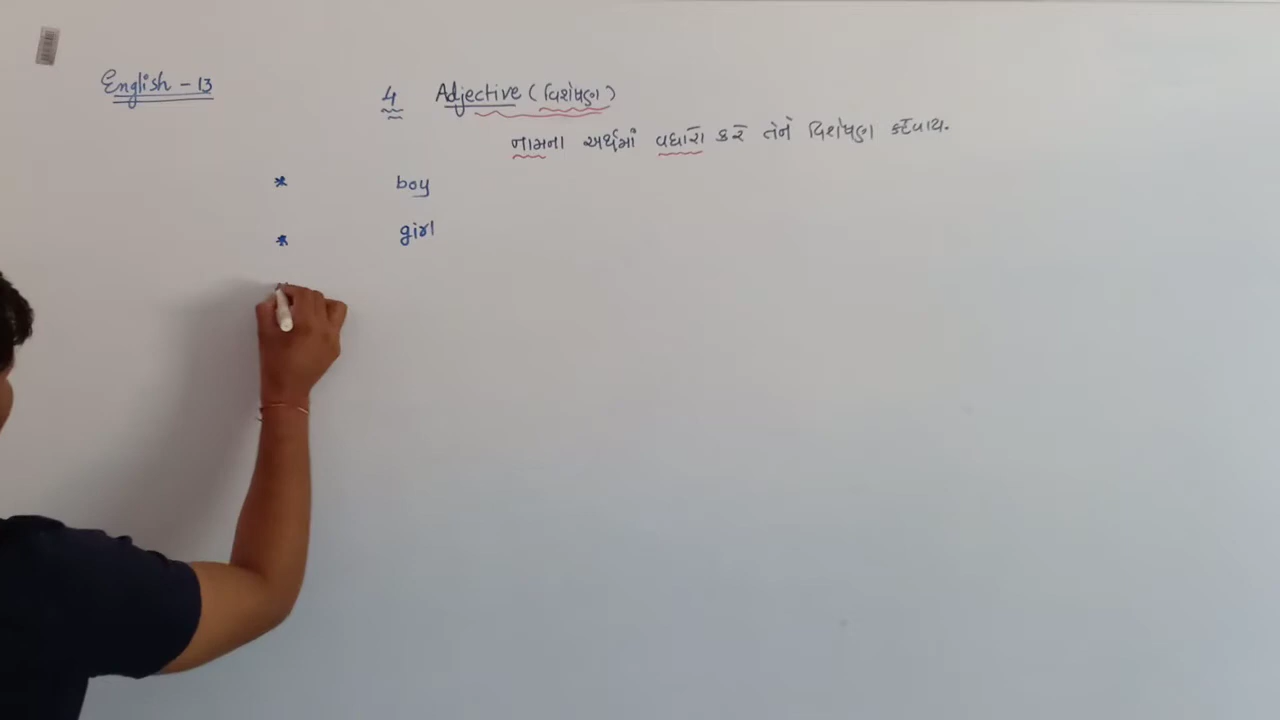 English - 13
4 Adjective (વિશેષણ)
નામના અર્થમાં વધારો કરે તેને વિશેષણ કહેવાય.
* boy
* girl